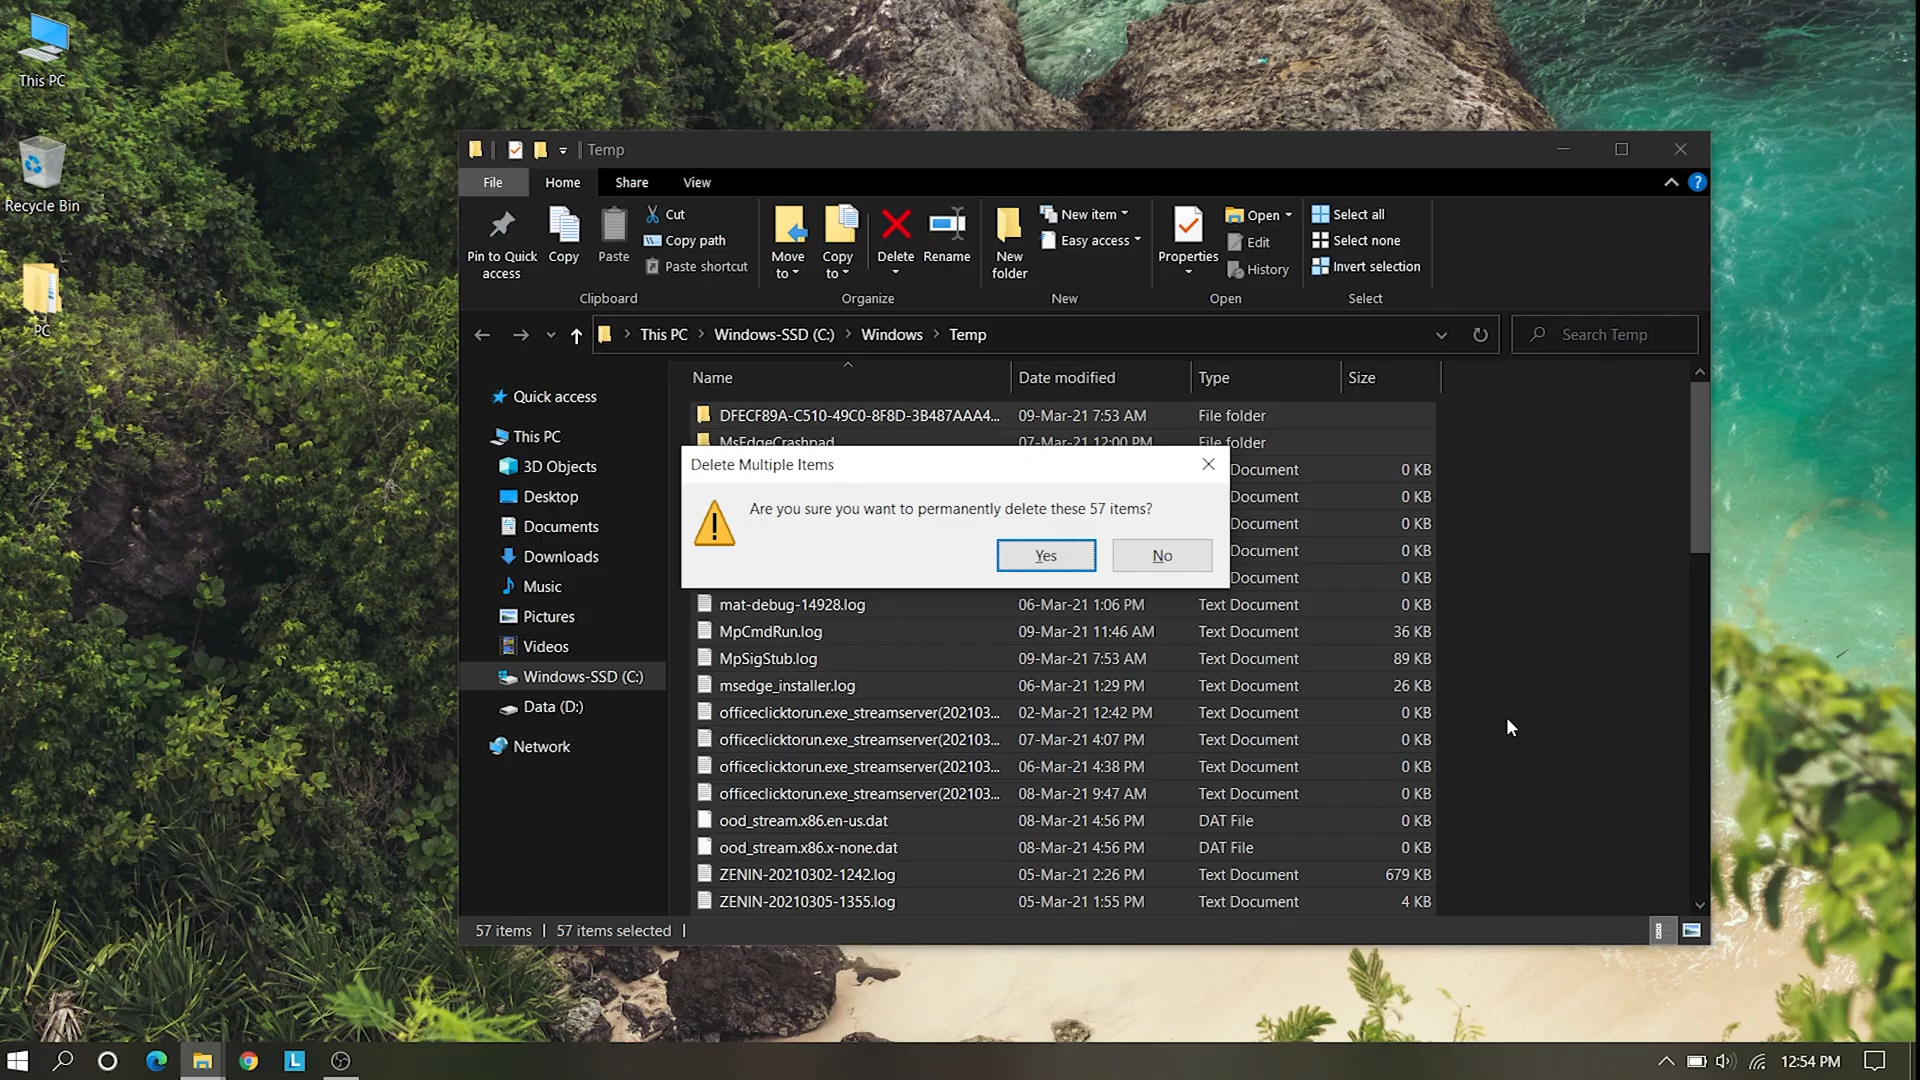 This PC
Recycle Bin
PC
Temp
File Home Share View
Pin to Quick access
Copy
Paste
Cut
Copy path
Paste shortcut
Clipboard
Move to
Copy to
Delete
Rename
Organize
New folder
New item
Easy access
New
Properties
Open
Edit
History
Open
Select all
Select none
Invert selection
Select
This PC Windows-SSD (C:) Windows Temp
Search Temp
Quick access
This PC
3D Objects
Desktop
Documents
Downloads
Music
Pictures
Videos
Windows-SSD (C:)
Data (D:)
Network
Name Date modified Type Size
DFECF89A-C510-49C0-8F8D-3B487AAA4... 09-Mar-21 7:53 AM File folder
MsEdgeCrashpad 07-Mar-21 12:00 PM File folder
Delete Multiple Items
Are you sure you want to permanently delete these 57 items?
Yes No
Document 0 KB
Document 0 KB
Document 0 KB
Document 0 KB
Document 0 KB
mat-debug-14928.log 06-Mar-21 1:06 PM Text Document 0 KB
MpCmdRun.log 09-Mar-21 11:46 AM Text Document 36 KB
MpSigStub.log 09-Mar-21 7:53 AM Text Document 89 KB
msedge_installer.log 06-Mar-21 1:29 PM Text Document 26 KB
officeclicktorun.exe_streamserver(202103... 02-Mar-21 12:42 PM Text Document 0 KB
officeclicktorun.exe_streamserver(202103... 07-Mar-21 4:07 PM Text Document 0 KB
officeclicktorun.exe_streamserver(202103... 06-Mar-21 4:38 PM Text Document 0 KB
officeclicktorun.exe_streamserver(202103... 08-Mar-21 9:47 AM Text Document 0 KB
ood_stream.x86.en-us.dat 08-Mar-21 4:56 PM DAT File 0 KB
ood_stream.x86.x-none.dat 08-Mar-21 4:56 PM DAT File 0 KB
ZENIN-20210302-1242.log 05-Mar-21 2:26 PM Text Document 679 KB
ZENIN-20210305-1355.log 05-Mar-21 1:55 PM Text Document 4 KB
57 items 57 items selected
L
12:54 PM